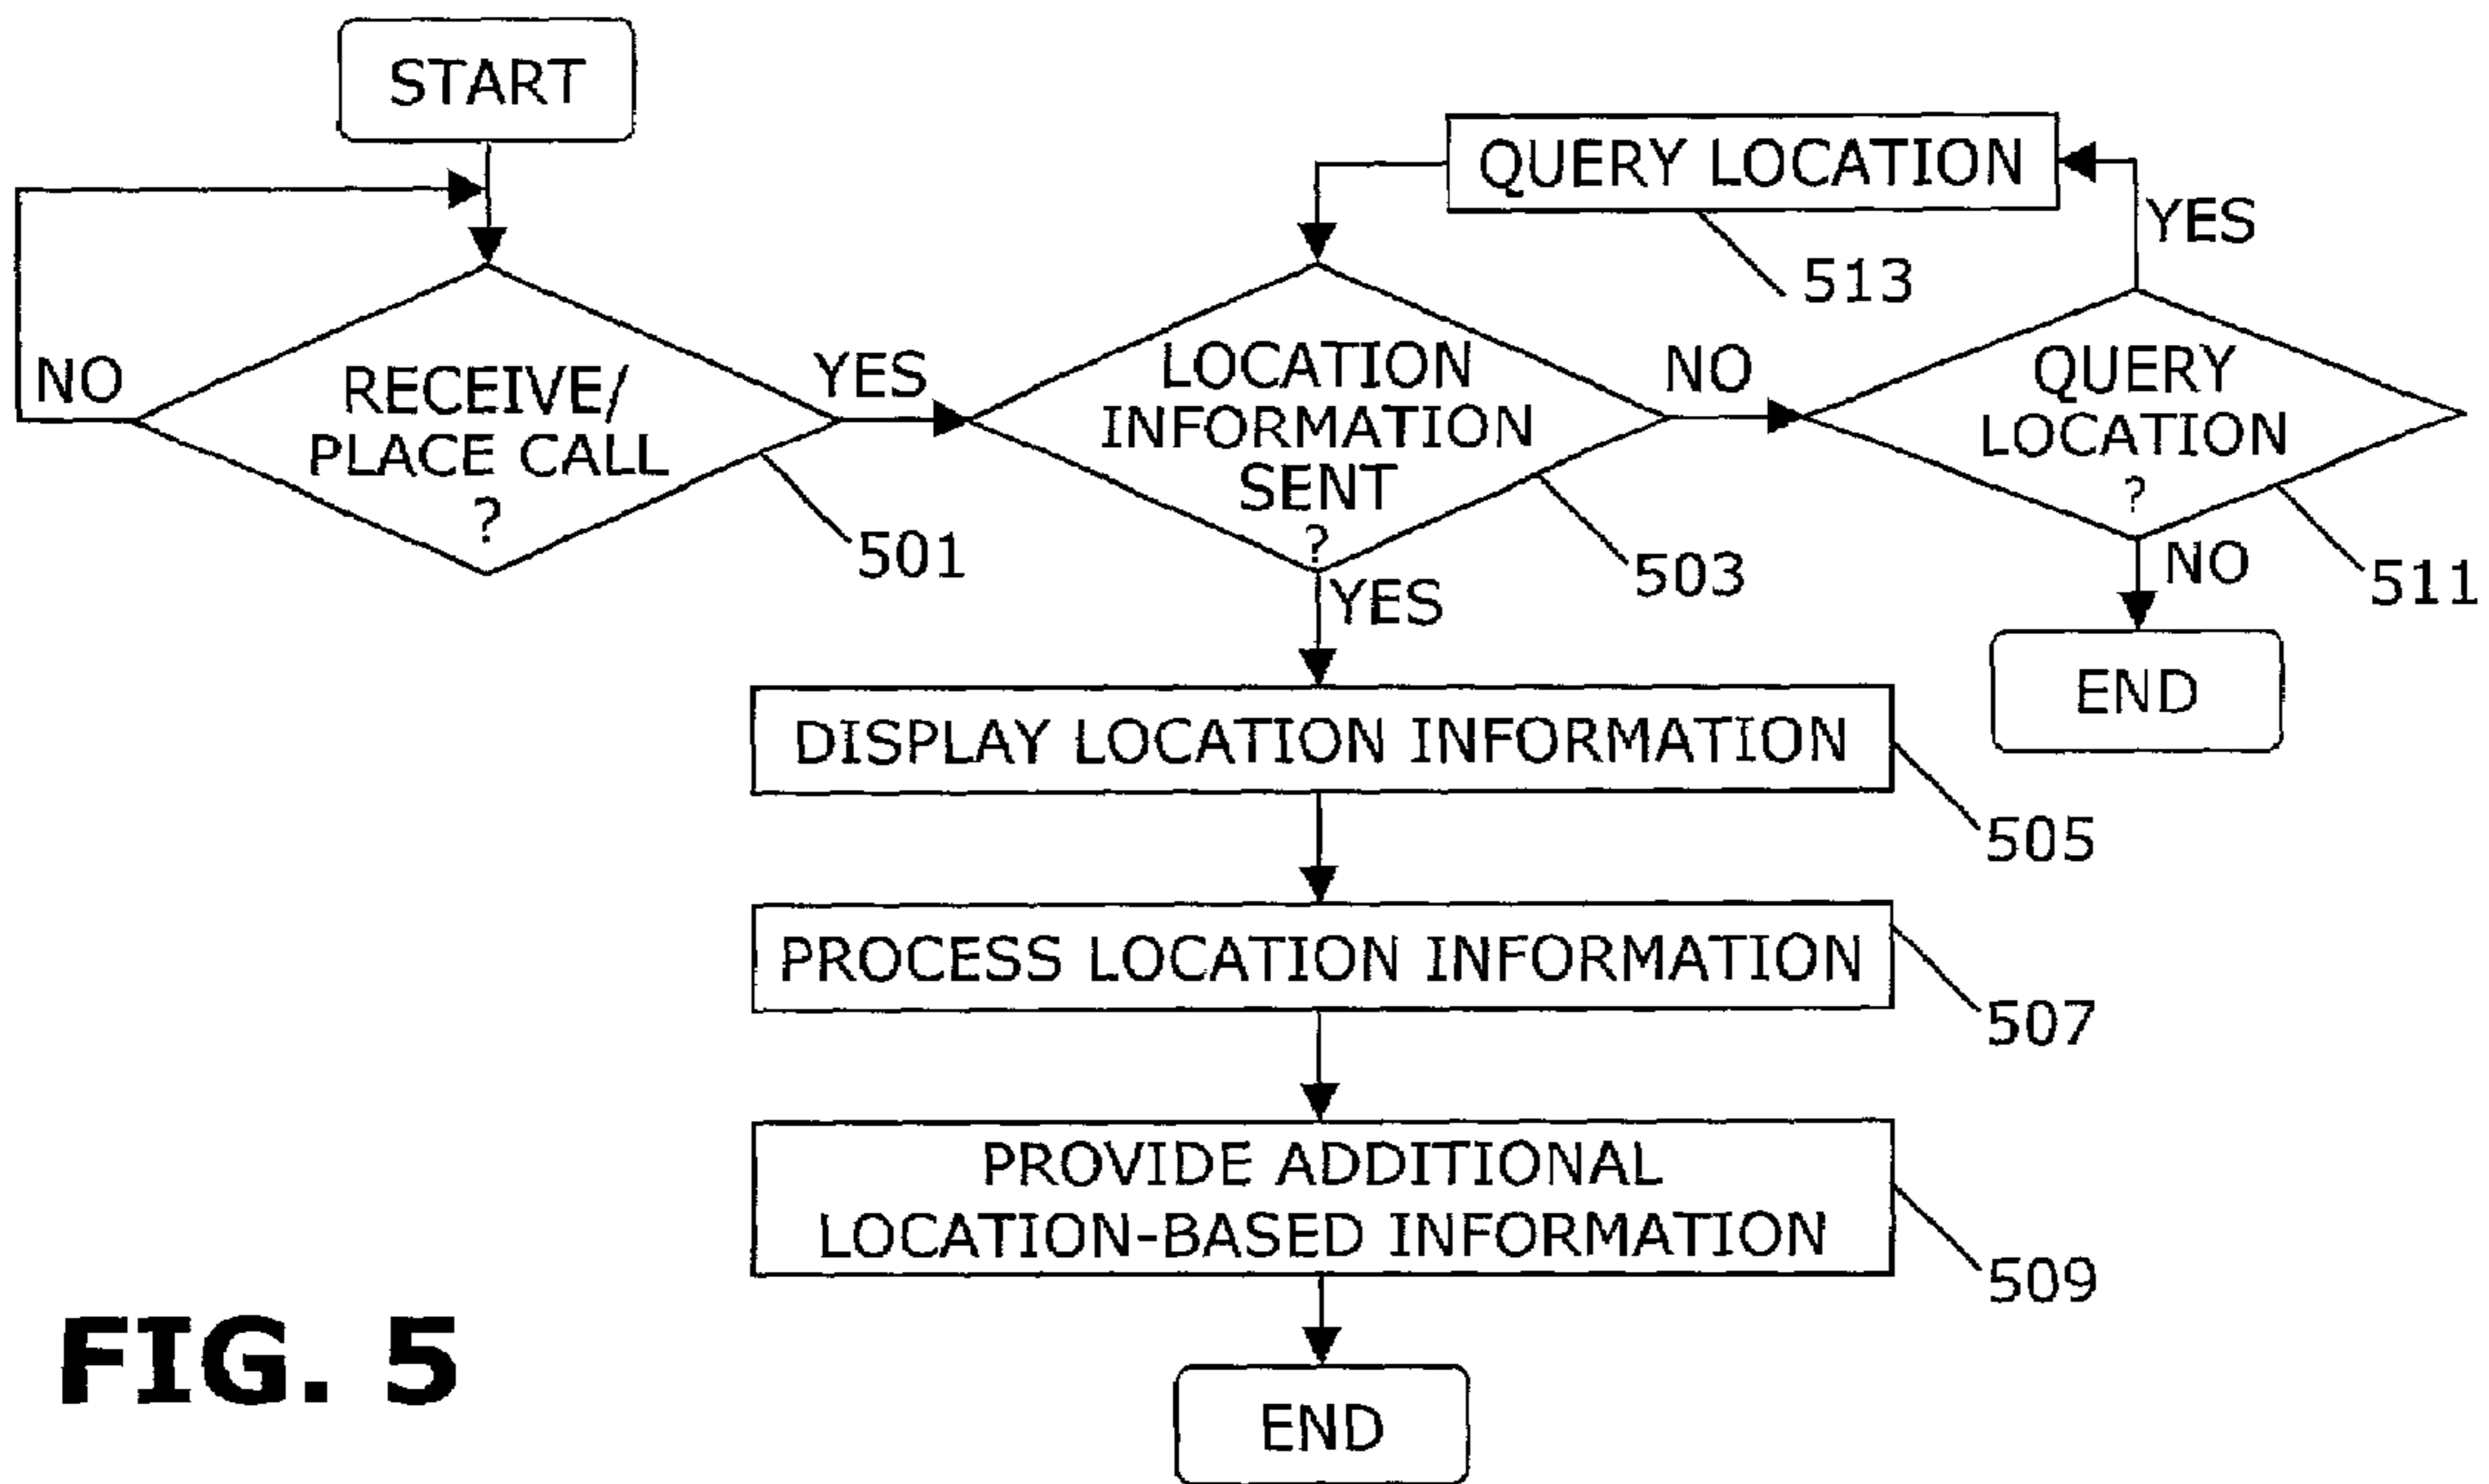 START
QUERY LOCATION
YES
513
NO
RECEIVE/
PLACE CALL
?
501
YES
LOCATION
INFORMATION
SENT
?
503
NO
QUERY
LOCATION
?
511
YES
NO
END
DISPLAY LOCATION INFORMATION
505
PROCESS LOCATION INFORMATION
507
PROVIDE ADDITIONAL
LOCATION-BASED INFORMATION
509
END
FIG. 5